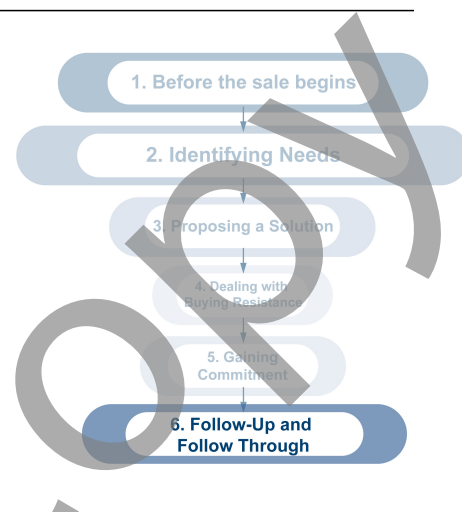 1. Before the sale begins
2. Identifying Needs
3. Proposing a Solution
4. Dealing with
Buying Resistance
5. Gaining
Commitment
6. Follow-Up and
Follow Through
opy